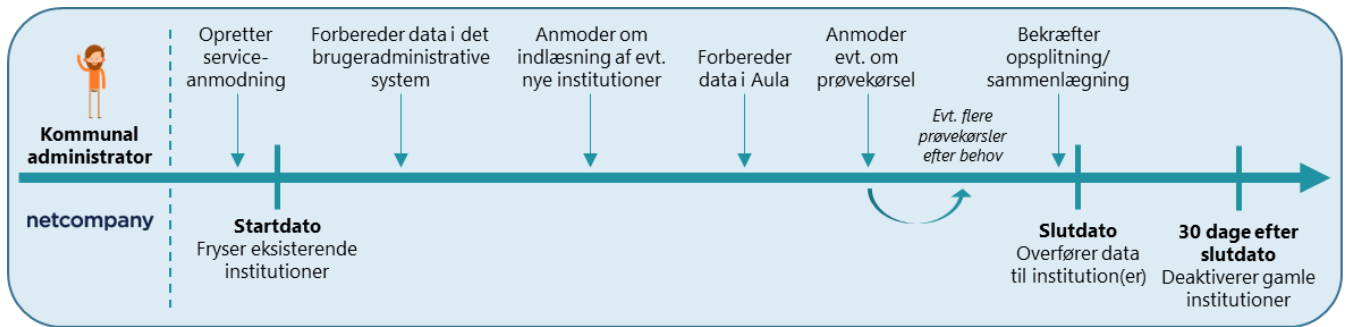 Opretter
service-
anmodning
Forbereder data i det
brugeradministrative
system
Anmoder om
indlæsning af evt.
nye institutioner
Forbereder
data i Aula
Anmoder
evt. om
prøvekørsel
Bekræfter
opsplitning/
sammenlægning
Evt. flere
prøvekørsler
efter behov
Kommunal
administrator
netcompany
Startdato
Fryser eksisterende
institutioner
Slutdato
Overfører data
til institution(er)
30 dage efter
slutdato
Deaktiverer gamle
institutioner